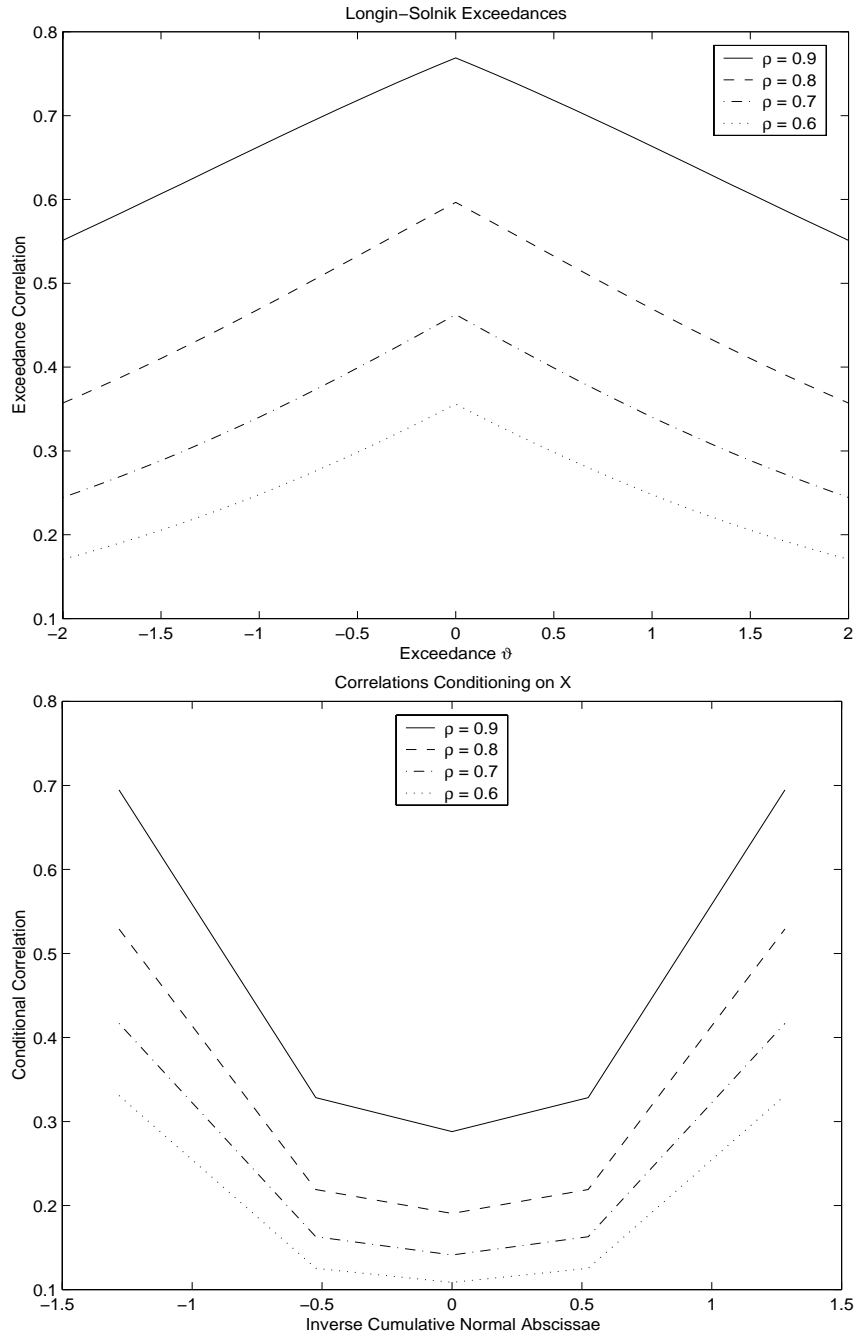 Longin−Solnik Exceedances
0.8
0.7
0.6
0.5
0.4
0.3
0.2
0.1
Exceedance Correlation
ρ = 0.9
ρ = 0.8
ρ = 0.7
ρ = 0.6
−2 −1.5 −1 −0.5 0 0.5 1 1.5 2
Exceedance ϑ
Correlations Conditioning on X
0.8
0.7
0.6
0.5
0.4
0.3
0.2
0.1
Conditional Correlation
ρ = 0.9
ρ = 0.8
ρ = 0.7
ρ = 0.6
−1.5 −1 −0.5 0 0.5 1 1.5
Inverse Cumulative Normal Abscissae